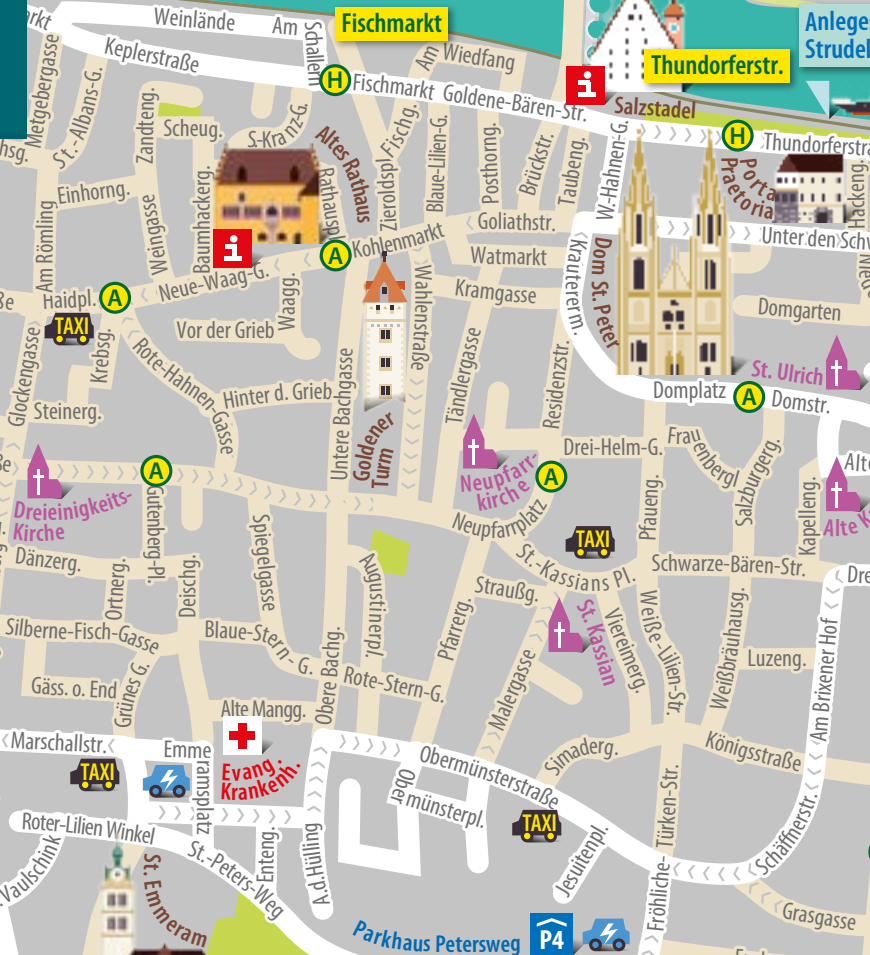 Weinlände
Am
Schallern
Fischmarkt
Am Wiedfang
Anleges
Strudel
Thundorferstr.
Keplerstraße
H
Fischmarkt
Goldene-Bären-Str.
i
Salzstadel
H
Thundorferstra
Metgebergasse
St.-Albans-G.
Zandteng.
Scheug.
S-Kranz-G.
Altes Rathaus
Zieroldspl.
Fischg.
Blaue-Lilien-G.
Posthorng.
Brückstr.
Taubeng.
W.-Hahnen-G.
Porta
Praetoria
Hackeng.
hsg.
Einhorng.
Am Römling
Weingasse
Baumhackerg.
Rathauspl.
i
A
Kohlenmarkt
Goliathstr.
Watmarkt
Unter den Schw
Krauterer m.
Dom St. Peter
Haidpl.
A
Neue-Waag-G.
Waagg.
Wahlenstraße
Kramgasse
Domgarten
TAXI
Krebsg.
Vor der Grieb
Glockengasse
Rote-Hahnen-Gasse
Untere Bachgasse
Tändlergasse
Residenzstr.
St. Ulrich
Hinter d. Grieb
Domplatz
A
Domstr.
Steinerg.
Goldener
Turm
Drei-Helm-G.
Frauenbergl
Salzburgerg.
A
Neupfarr-
kirche
A
Alte
Dreieinigkeits-
Kirche
Gutenberg-Pl.
Neupfarrplatz
Pfaueng.
Kapelleng.
Alte K
Spiegelgasse
TAXI
Dänzerg.
Ortnerg.
Deischg.
Augustinerpl.
St.-Kassians Pl.
Schwarze-Bären-Str.
Dre
Straußg.
St. Kassian
Viereimerg.
Weiße-Lilien-Str.
Weißbräuhausg.
Silberne-Fisch-Gasse
Blaue-Stern-G.
Obere Bachg.
Pfarrerg.
Malergasse
Luzeng.
Am Brixener Hof
Gäss. o. End
Grünes G.
Rote-Stern-G.
Alte Mangg.
Marschallstr.
Emmeramsplatz
Evang.
Krankenh.
Simaderg.
Königsstraße
TAXI
Obermünsterstraße
Obermünsterpl.
Fröhliche-Türken-Str.
Roter-Lilien Winkel
Enteng.
A.d.Hülling
TAXI
Jesuitenpl.
Schäffnerstr.
St.-Peters-Weg
Vaulschink
St. Emmeram
Grasgasse
Parkhaus Petersweg
P4